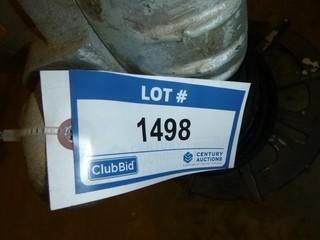 LOT #
1498
ClubBid
CENTURY
AUCTIONS